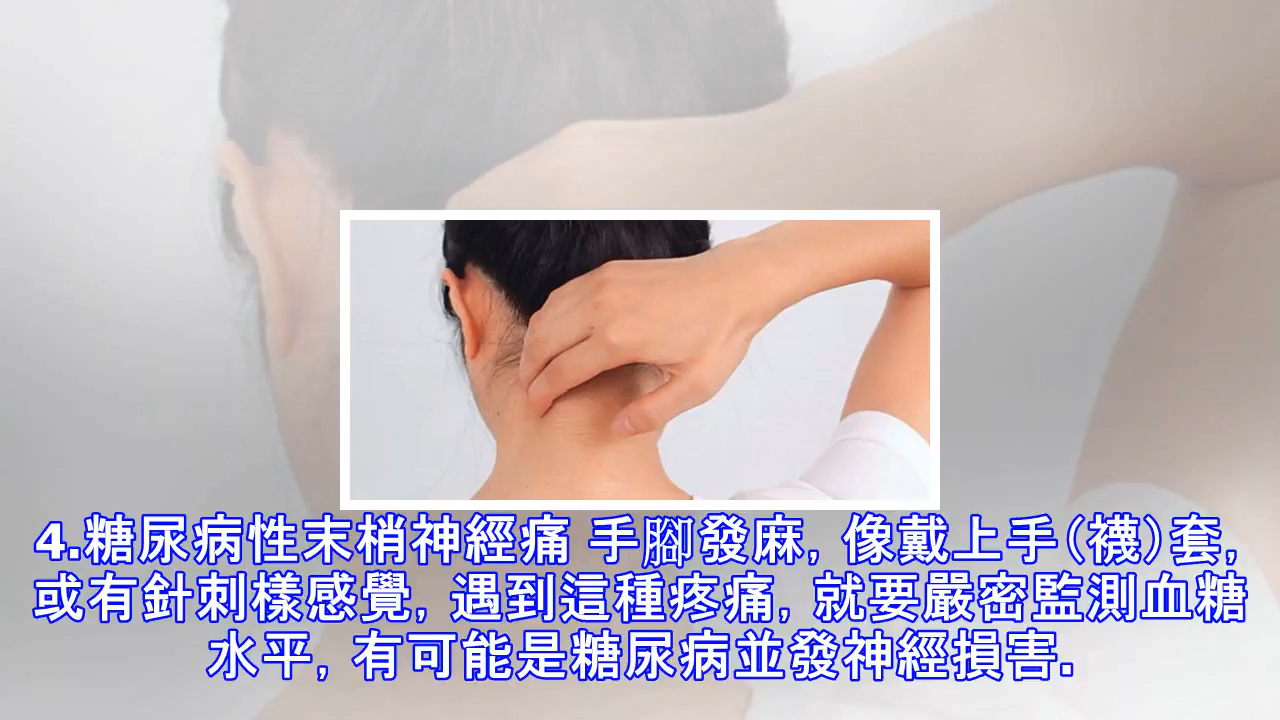 4.糖尿病性末梢神經痛 手腳發麻, 像戴上手(襪)套,
或有針刺樣感覺, 遇到這種疼痛, 就要嚴密監測血糖
水平, 有可能是糖尿病並發神經損害.